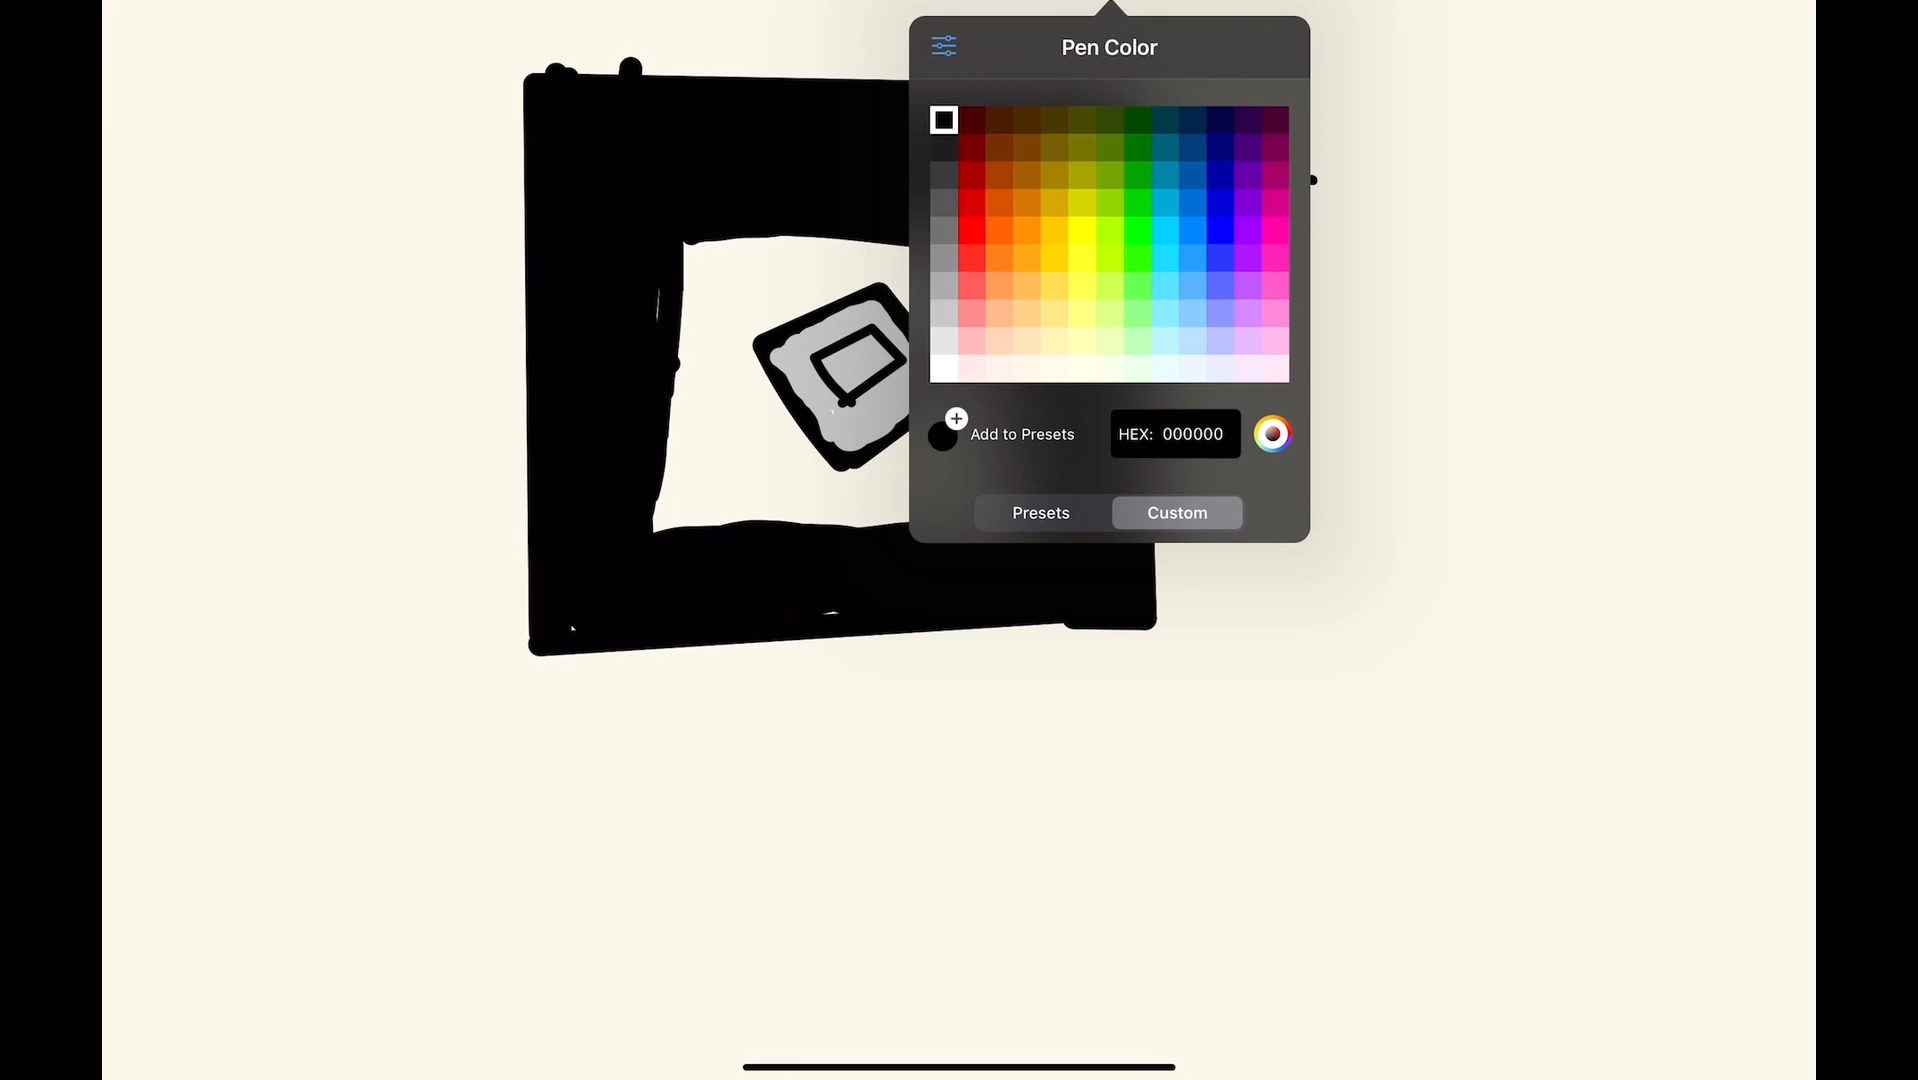 Pen Color
Add to Presets
HEX: 000000
Presets
Custom